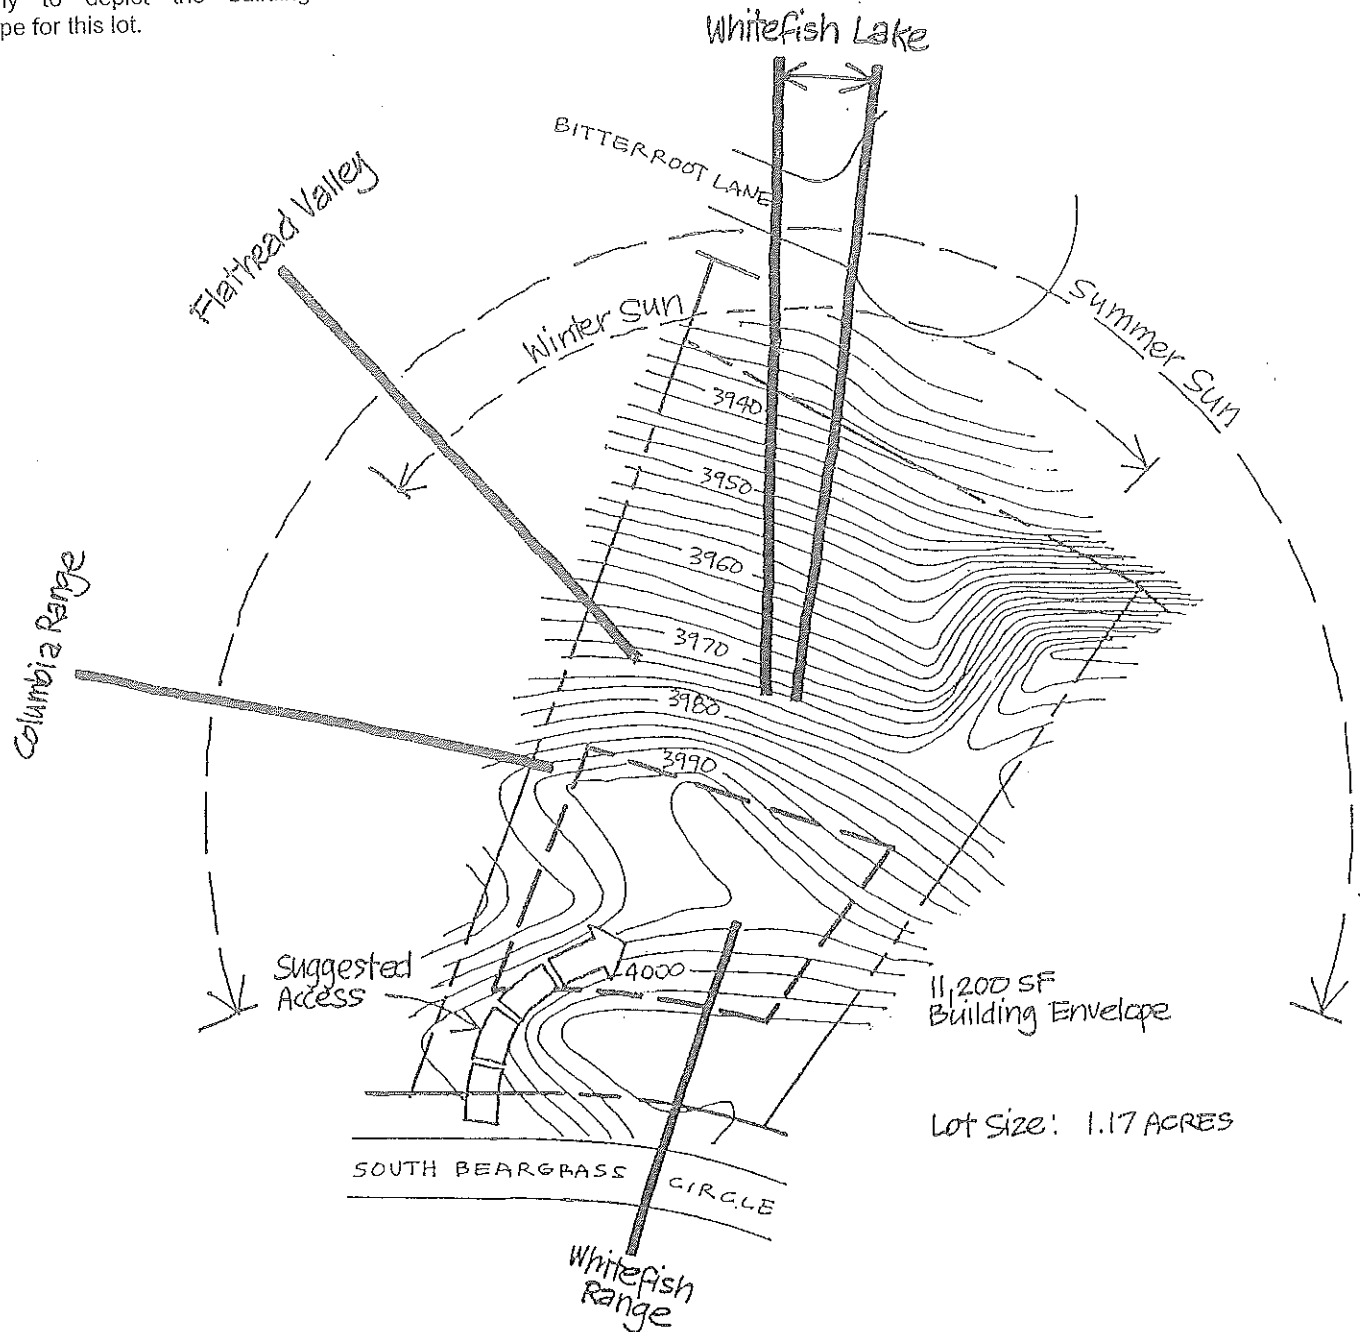 to depict the building
pe for this lot.
Whitefish Lake
BITTERROOT LANE
Flathead Valley
Winter Sun
Summer Sun
3940
3950
3960
3970
3980
3990
Columbia Range
Suggested
Access
4000
11,200 SF
Building Envelope
Lot Size: 1.17 ACRES
SOUTH BEARGRASS CIRCLE
Whitefish
Range